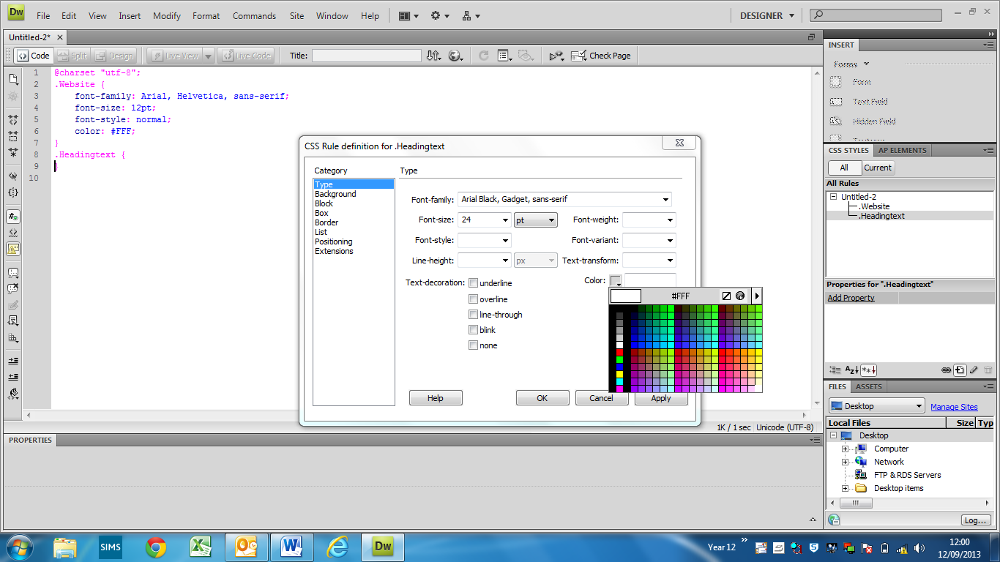 Dw File Edit View Insert Modify Format Commands Site Window Help DESIGNER
Untitled-2*
Code Split Design Live View Live Code Title: Check Page
1 @charset "utf-8";
2 .Website {
3 font-family: Arial, Helvetica, sans-serif;
4 font-size: 12pt;
5 font-style: normal;
6 color: #FFF;
7 }
8 .Headingtext {
9 }
10
CSS Rule definition for .Headingtext
Category
Type
Background
Block
Box
Border
List
Positioning
Extensions
Type
Font-family: Arial Black, Gadget, sans-serif
Font-size: 24 pt Font-weight:
Font-style: Font-variant:
Line-height: px Text-transform:
Text-decoration: underline Color:
overline
line-through
blink
none
#FFF
Help OK Cancel Apply
1K / 1 sec Unicode (UTF-8)
PROPERTIES
INSERT
Forms
Form
Text Field
Hidden Field
CSS STYLES AP ELEMENTS
All Current
All Rules
Untitled-2
.Website
.Headingtext
Properties for ".Headingtext"
Add Property
FILES ASSETS
Desktop Manage Sites
Local Files Size Typ
Desktop
Computer
Network
FTP & RDS Servers
Desktop items
Log...
SIMS
Dw
Year 12
12:00
12/09/2013